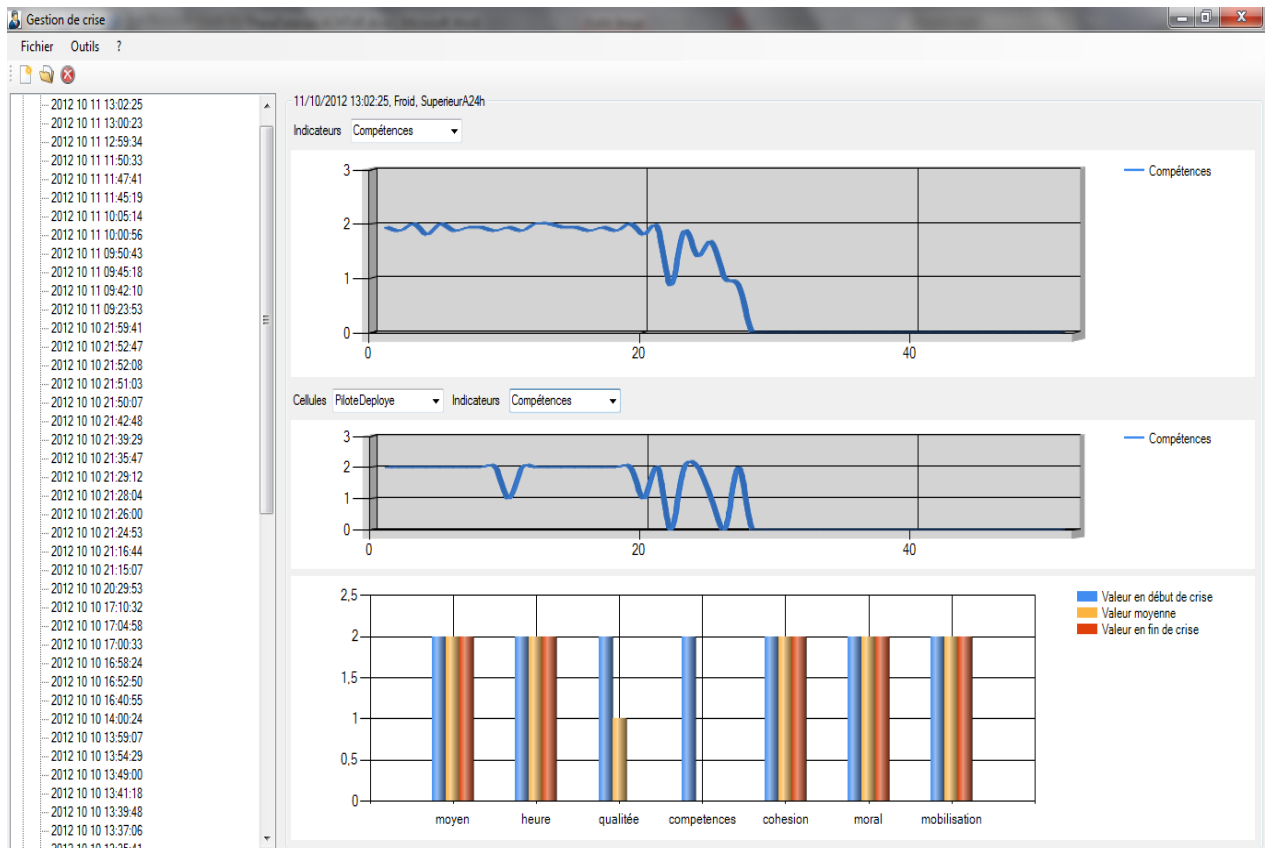 Gestion de crise
Fichier Outils ?
2012 10 11 13:02:25
2012 10 11 13:00:23
2012 10 11 12:59:34
2012 10 11 11:50:33
2012 10 11 11:47:41
2012 10 11 11:45:19
2012 10 11 10:05:14
2012 10 11 10:00:56
2012 10 11 09:50:43
2012 10 11 09:45:18
2012 10 11 09:42:10
2012 10 11 09:23:53
2012 10 10 21:59:41
2012 10 10 21:52:47
2012 10 10 21:52:08
2012 10 10 21:51:03
2012 10 10 21:50:07
2012 10 10 21:42:48
2012 10 10 21:39:29
2012 10 10 21:35:47
2012 10 10 21:29:12
2012 10 10 21:28:04
2012 10 10 21:26:00
2012 10 10 21:24:53
2012 10 10 21:16:44
2012 10 10 21:15:07
2012 10 10 20:29:53
2012 10 10 17:10:32
2012 10 10 17:04:58
2012 10 10 17:00:33
2012 10 10 16:58:24
2012 10 10 16:52:50
2012 10 10 16:40:55
2012 10 10 14:00:24
2012 10 10 13:59:07
2012 10 10 13:54:29
2012 10 10 13:49:00
2012 10 10 13:41:18
2012 10 10 13:39:48
2012 10 10 13:37:06
11/10/2012 13:02:25, Froid, SuperieurA24h
Indicateurs Compétences
3
2
1
0
0 20 40
Compétences
Cellules PiloteDeploye Indicateurs Compétences
3
2
1
0
0 20 40
Compétences
2,5
2
1,5
1
0,5
0
moyen heure qualitée competences cohesion moral mobilisation
Valeur en début de crise
Valeur moyenne
Valeur en fin de crise